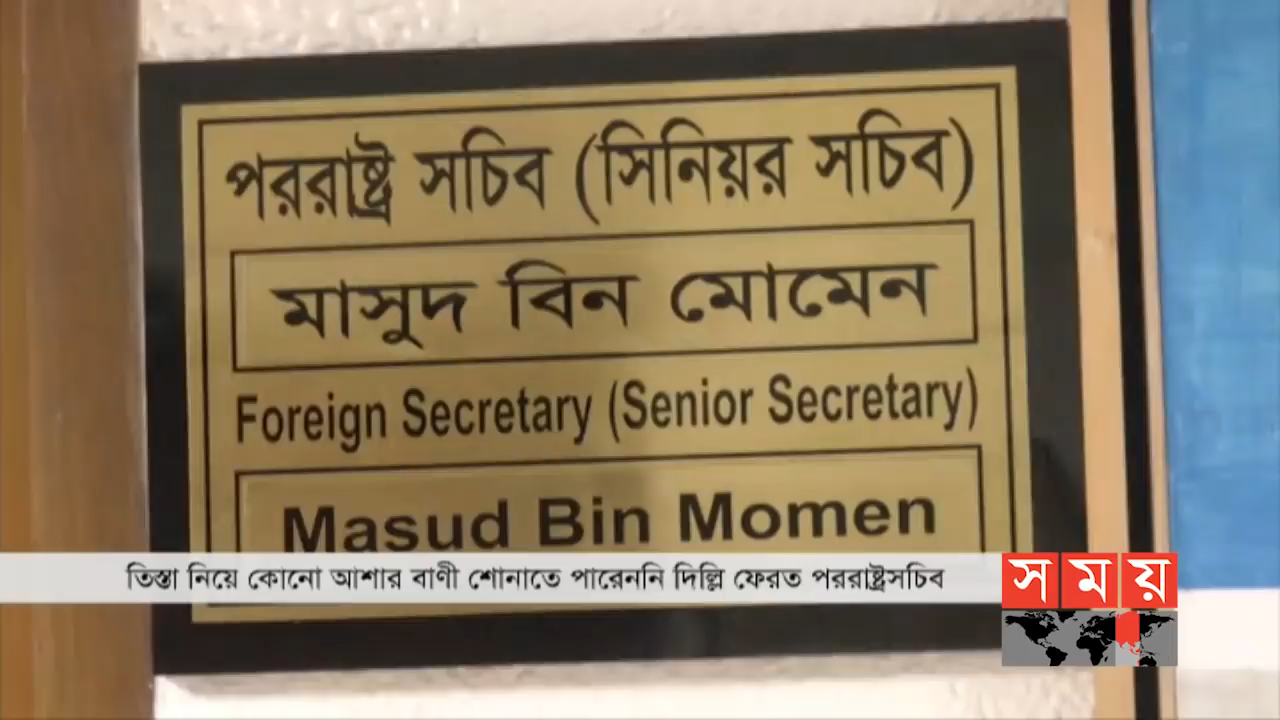 পররাষ্ট্র সচিব (সিনিয়র সচিব)
মাসুদ বিন মোমেন
Foreign Secretary (Senior Secretary)
Masud Bin Momen
তিস্তা নিয়ে কোনো আশার বাণী শোনাতে পারেননি দিল্লি ফেরত পররাষ্ট্রসচিব
সময়